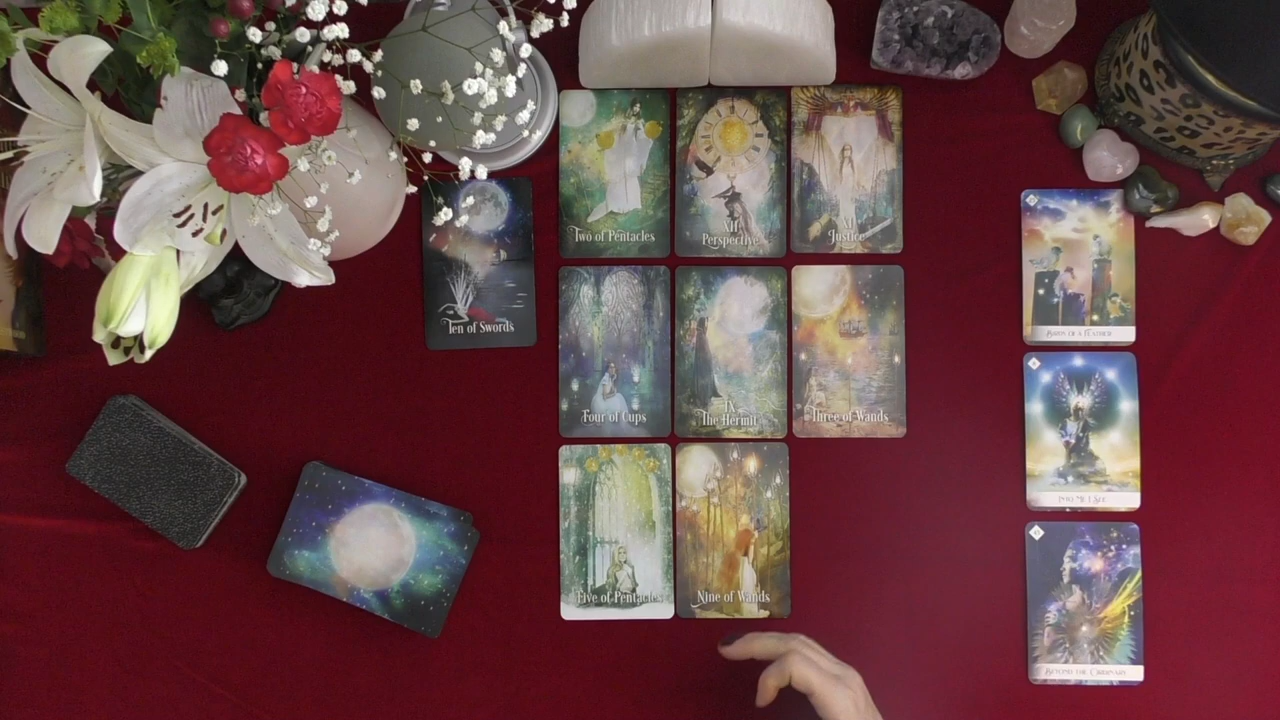 Two of Pentacles
XII
Perspective
XI
Justice
Ten of Swords
Four of Cups
IX
The Hermit
Three of Wands
Five of Pentacles
Nine of Wands
Birds of a Feather
Into Me I See
Beyond the Ordinary